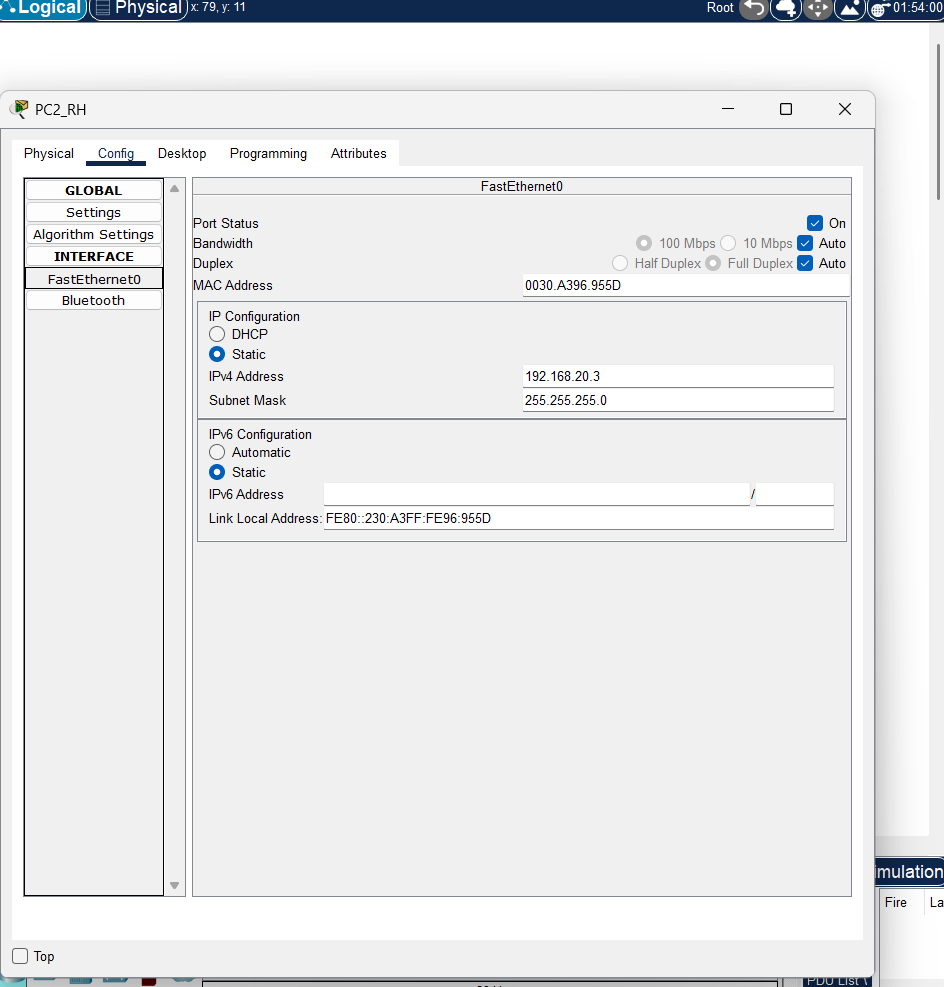 Logical Physical x: 79, y: 11 Root 01:54:00
PC2_RH
Physical Config Desktop Programming Attributes
GLOBAL
Settings
Algorithm Settings
INTERFACE
FastEthernet0
Bluetooth
FastEthernet0
Port Status On
Bandwidth 100 Mbps 10 Mbps Auto
Duplex Half Duplex Full Duplex Auto
MAC Address 0030.A396.955D
IP Configuration
DHCP
Static
IPv4 Address 192.168.20.3
Subnet Mask 255.255.255.0
IPv6 Configuration
Automatic
Static
IPv6 Address /
Link Local Address: FE80::230:A3FF:FE96:955D
imulation
Fire La
Top
PDU List